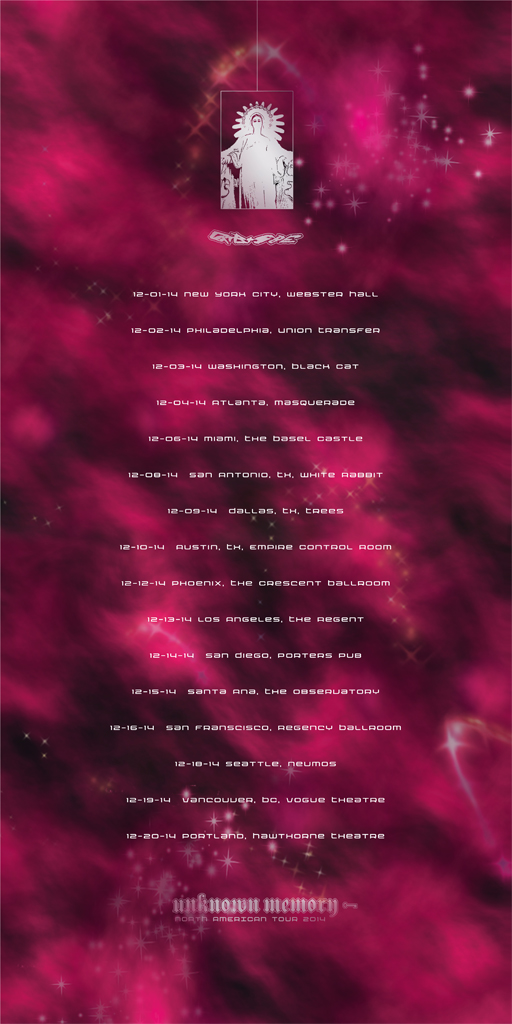 12-01-14 New York City, Webster Hall
12-02-14 Philadelphia, Union Transfer
12-03-14 Washington, Black Cat
12-04-14 Atlanta, Masquerade
12-06-14 Miami, The Basel Castle
12-08-14 San Antonio, TX, White Rabbit
12-09-14 Dallas, TX, Trees
12-10-14 Austin, TX, Empire Control Room
12-12-14 Phoenix, The Crescent Ballroom
12-13-14 Los Angeles, The Regent
12-14-14 San Diego, Porters Pub
12-15-14 Santa Ana, The Observatory
12-16-14 San Franscisco, Regency Ballroom
12-18-14 Seattle, Neumos
12-19-14 Vancouver, BC, Vogue Theatre
12-20-14 Portland, Hawthorne Theatre
unknown memory
North American Tour 2014